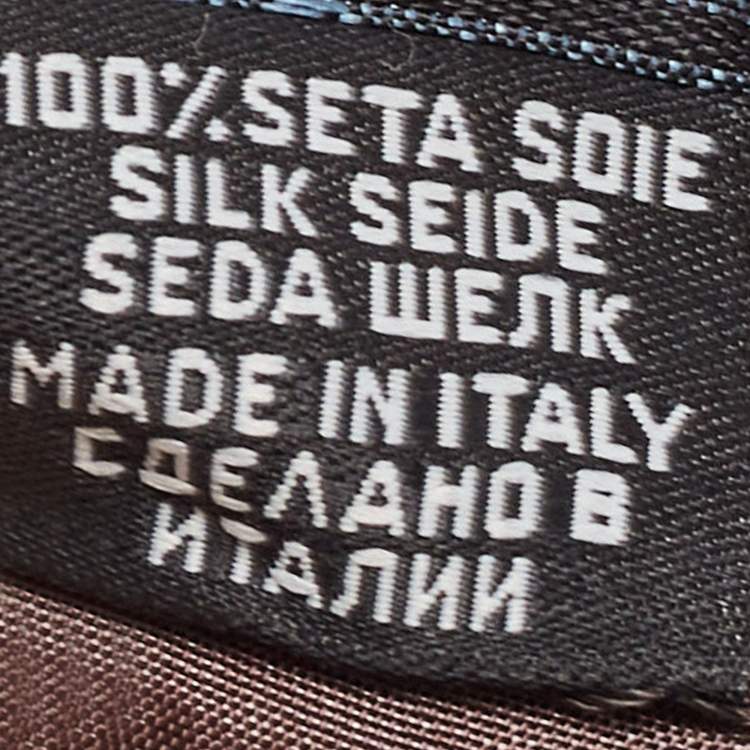 100% SETA SOIE
SILK SEIDE
SEDA ШЕЛК
MADE IN ITALY
СДЕЛАНО В
ИТАЛИИ